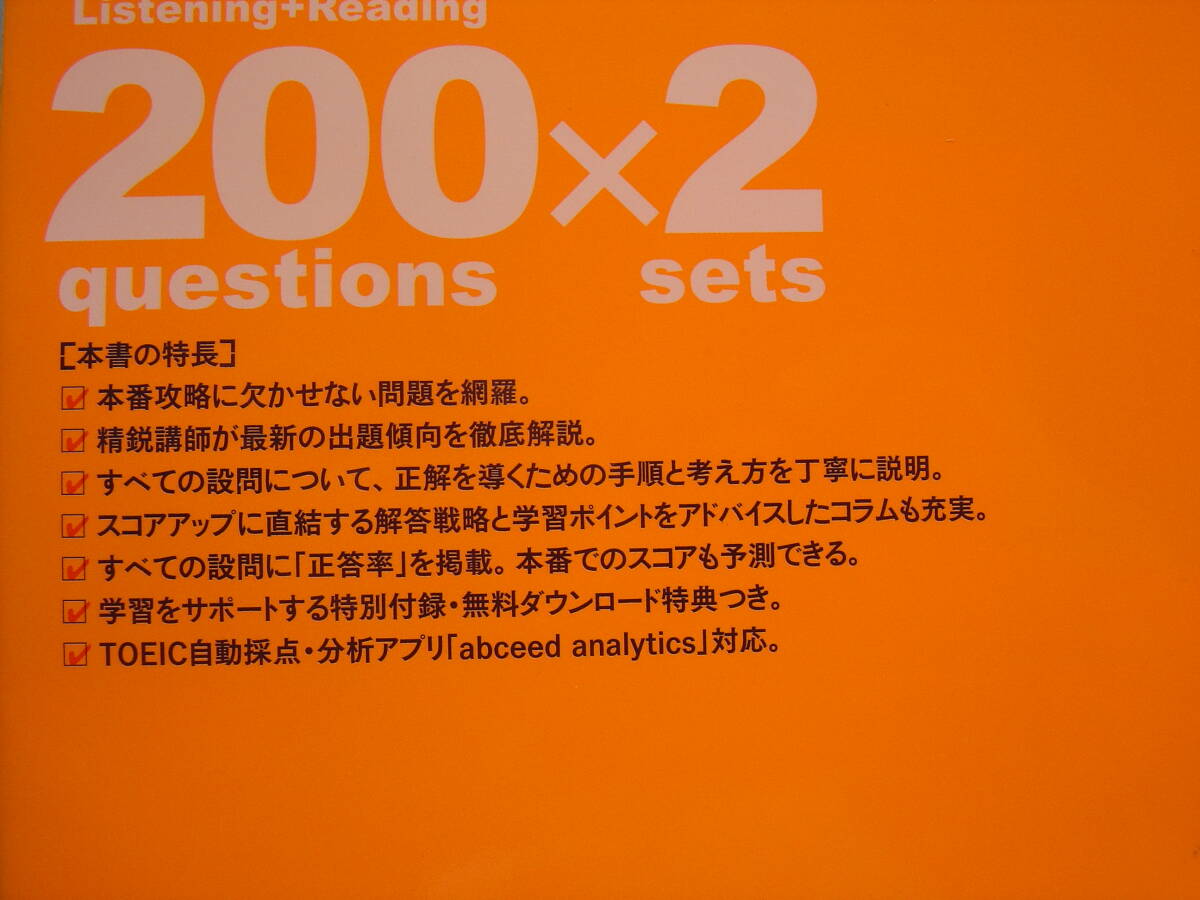 Listening+Reading
200×2
questions sets
[本書の特長]
本番攻略に欠かせない問題を網羅。
精鋭講師が最新の出題傾向を徹底解説。
すべての設問について、正解を導くための手順と考え方を丁寧に説明。
スコアアップに直結する解答戦略と学習ポイントをアドバイスしたコラムも充実。
すべての設問に「正答率」を掲載。本番でのスコアも予測できる。
学習をサポートする特別付録・無料ダウンロード特典つき。
TOEIC自動採点・分析アプリ「abceed analytics」対応。